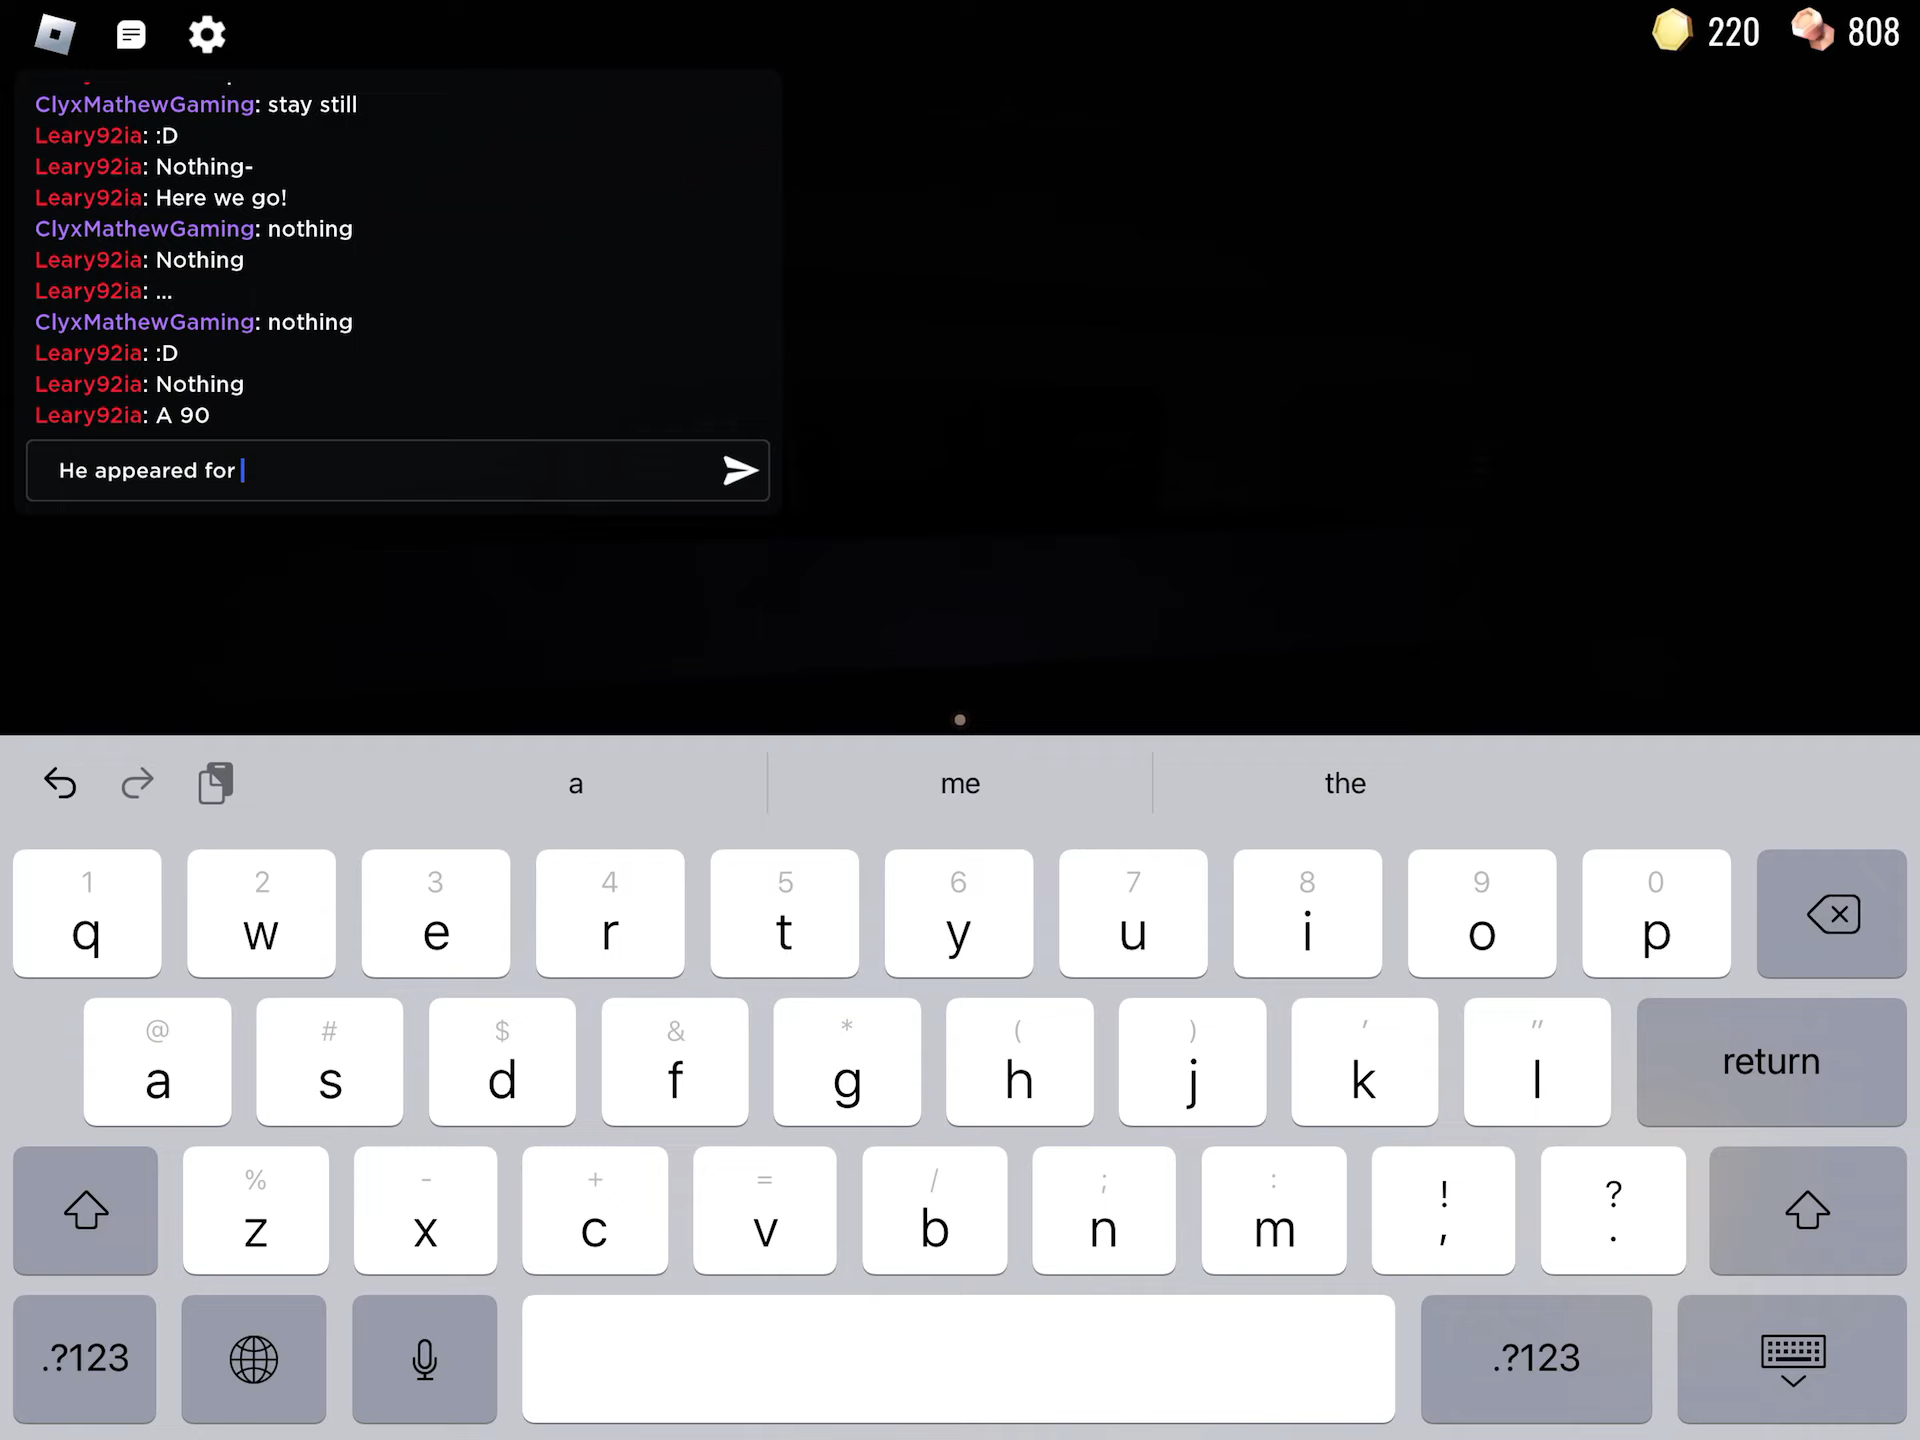 220 808
ClyxMathewGaming: stay still
Leary92ia: :D
Leary92ia: Nothing-
Leary92ia: Here we go!
ClyxMathewGaming: nothing
Leary92ia: Nothing
Leary92ia: ...
ClyxMathewGaming: nothing
Leary92ia: :D
Leary92ia: Nothing
Leary92ia: A 90
He appeared for
a me the
1 2 3 4 5 6 7 8 9 0
q w e r t y u i o p
@ # $ & * ( ) ' "
a s d f g h j k l return
% - + = / ; : ! ?
z x c v b n m , .
.?123 .?123